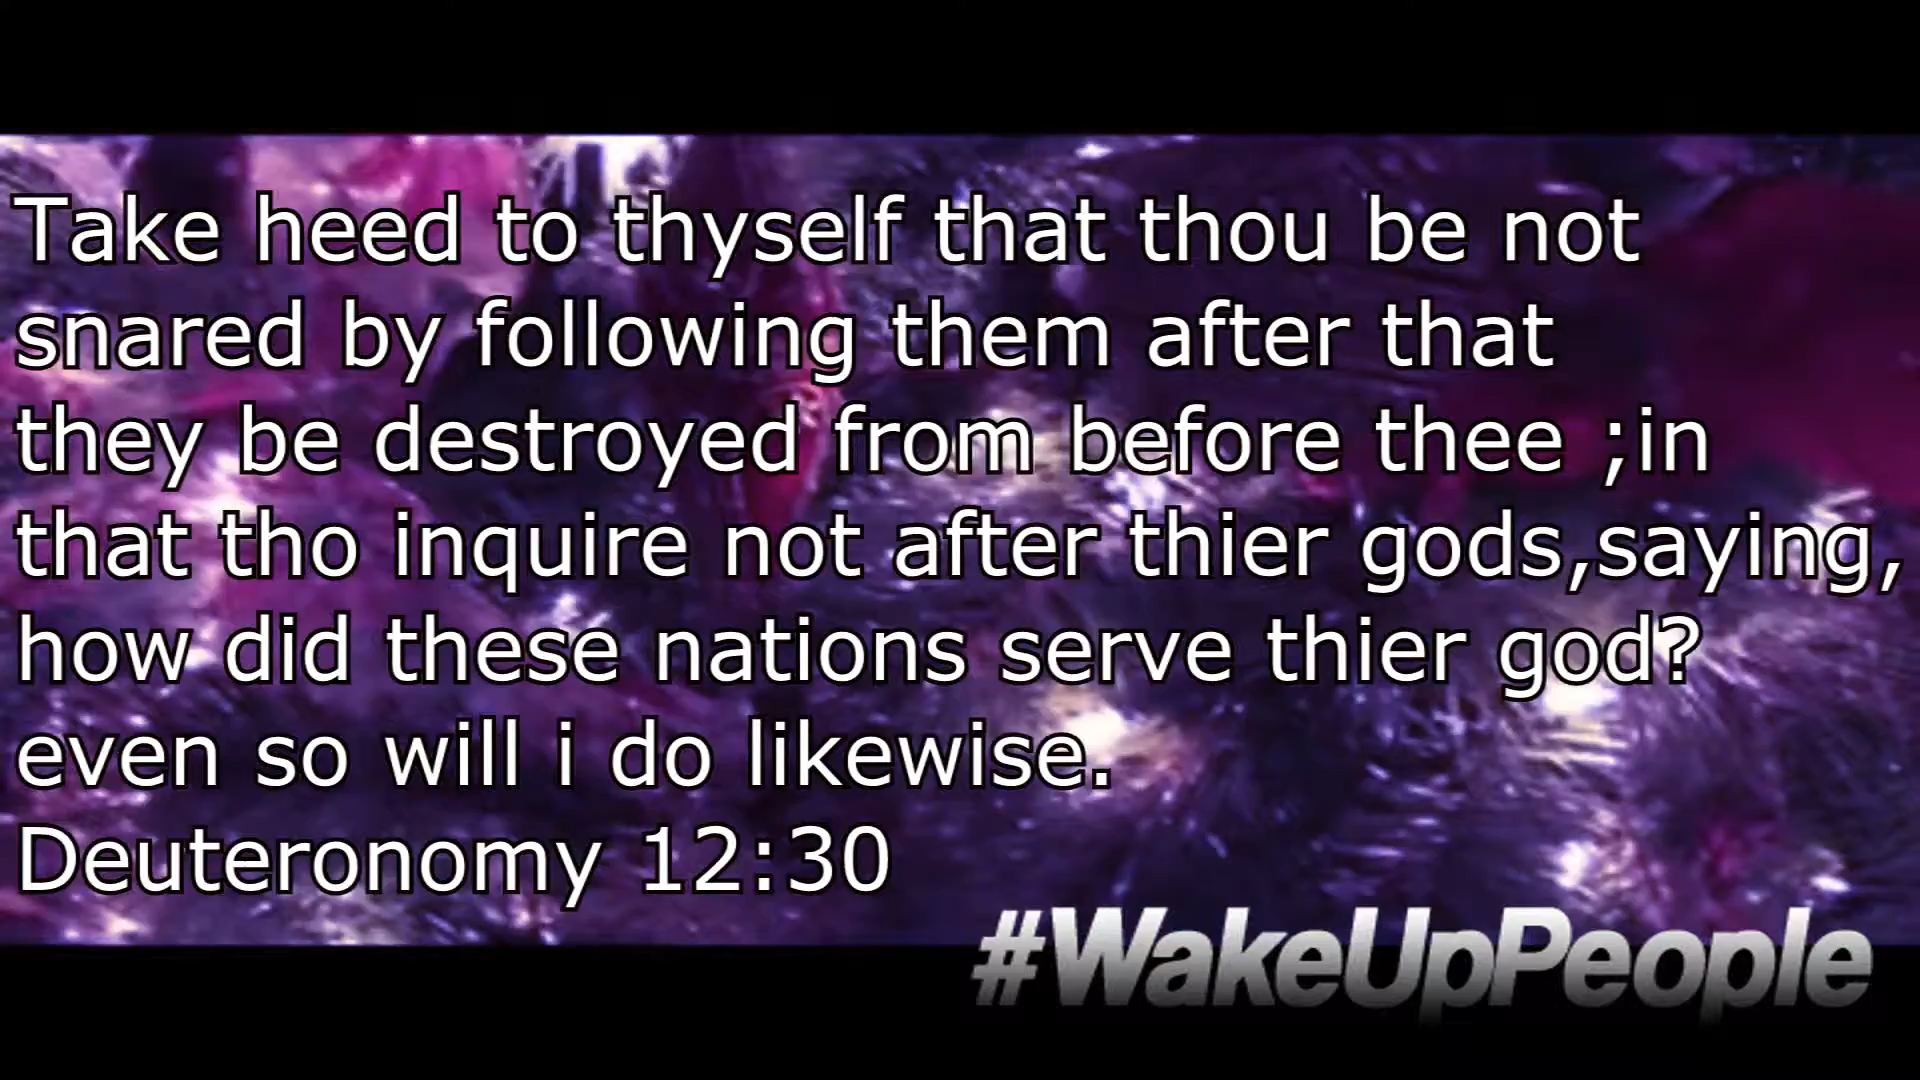 Take heed to thyself that thou be not
snared by following them after that
they be destroyed from before thee ;in
that tho inquire not after thier gods,saying,
how did these nations serve thier god?
even so will i do likewise.
Deuteronomy 12:30
#WakeUpPeople